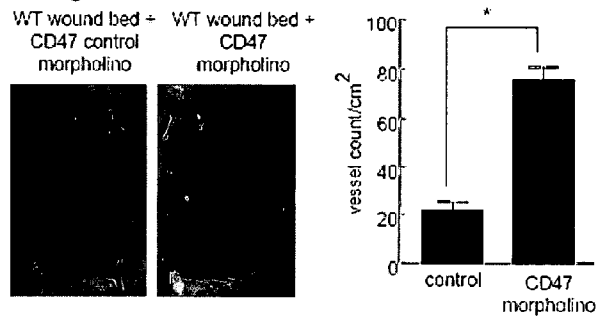 WT wound bed +
CD47 control
morpholino
WT wound bed +
CD47
morpholino
*
vessel count/cm2
100
80
60
40
20
0
control
CD47
morpholino